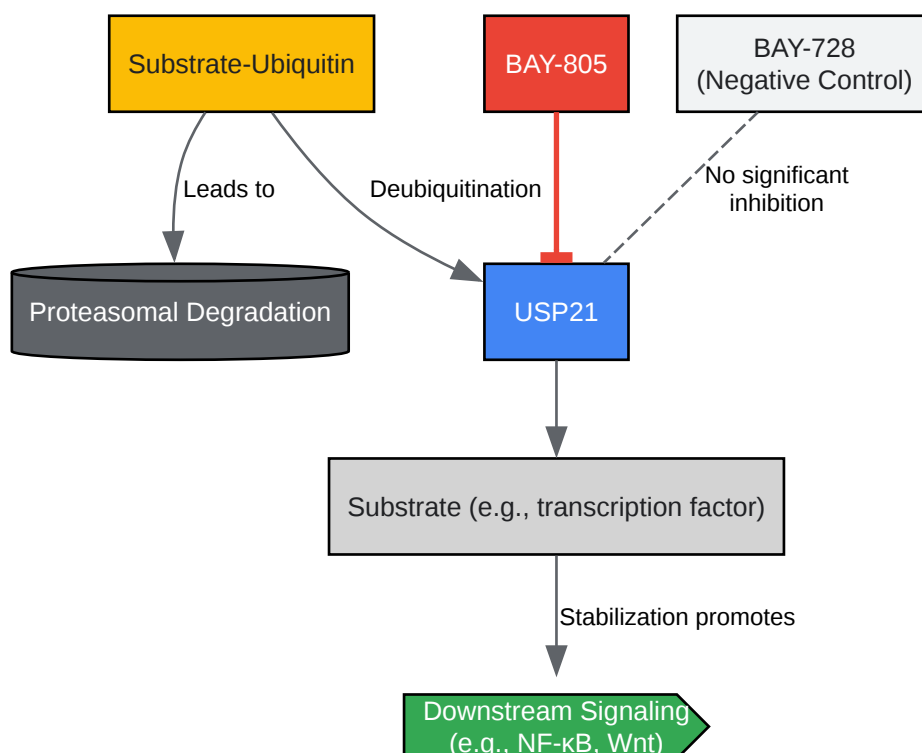 Substrate-Ubiquitin
BAY-805
BAY-728
(Negative Control)
Leads to
Deubiquitination
No significant
inhibition
Proteasomal Degradation
USP21
Substrate (e.g., transcription factor)
Stabilization promotes
Downstream Signaling
(e.g., NF-κB, Wnt)